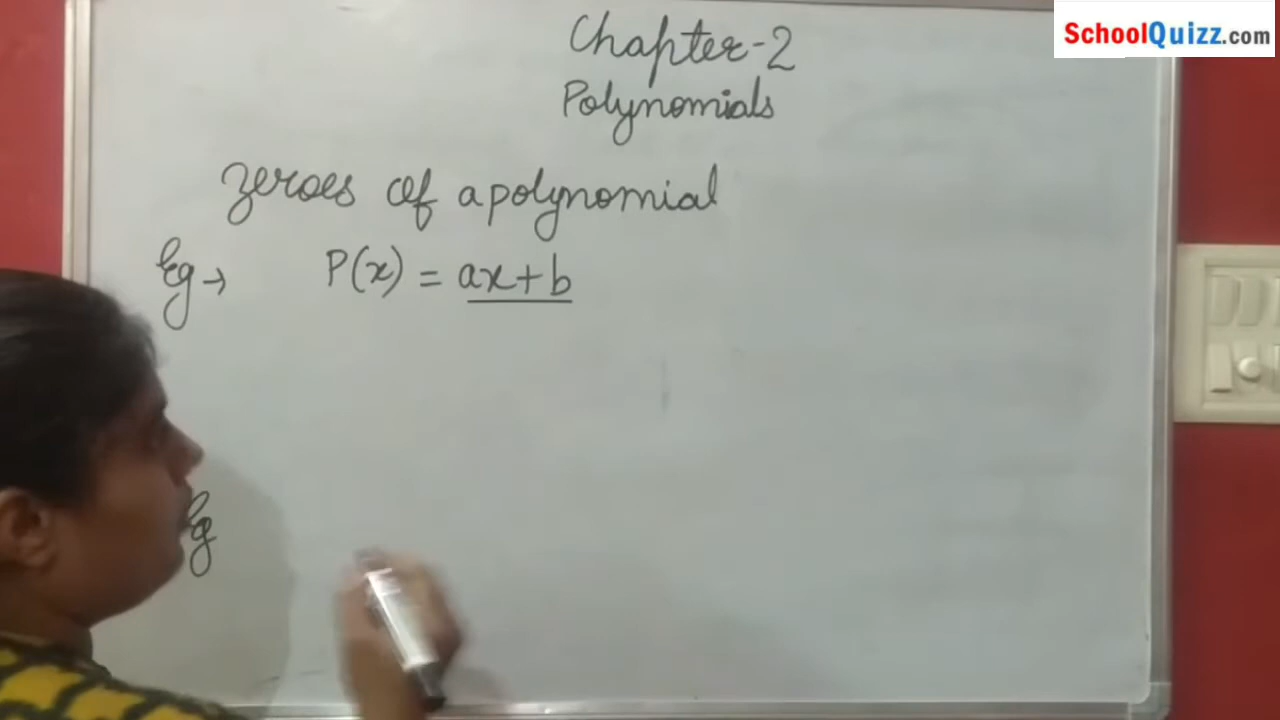 SchoolQuizz.com
Chapter-2
Polynomials
zeroes of a polynomial
Eg → P(x) = ax+b
Eg